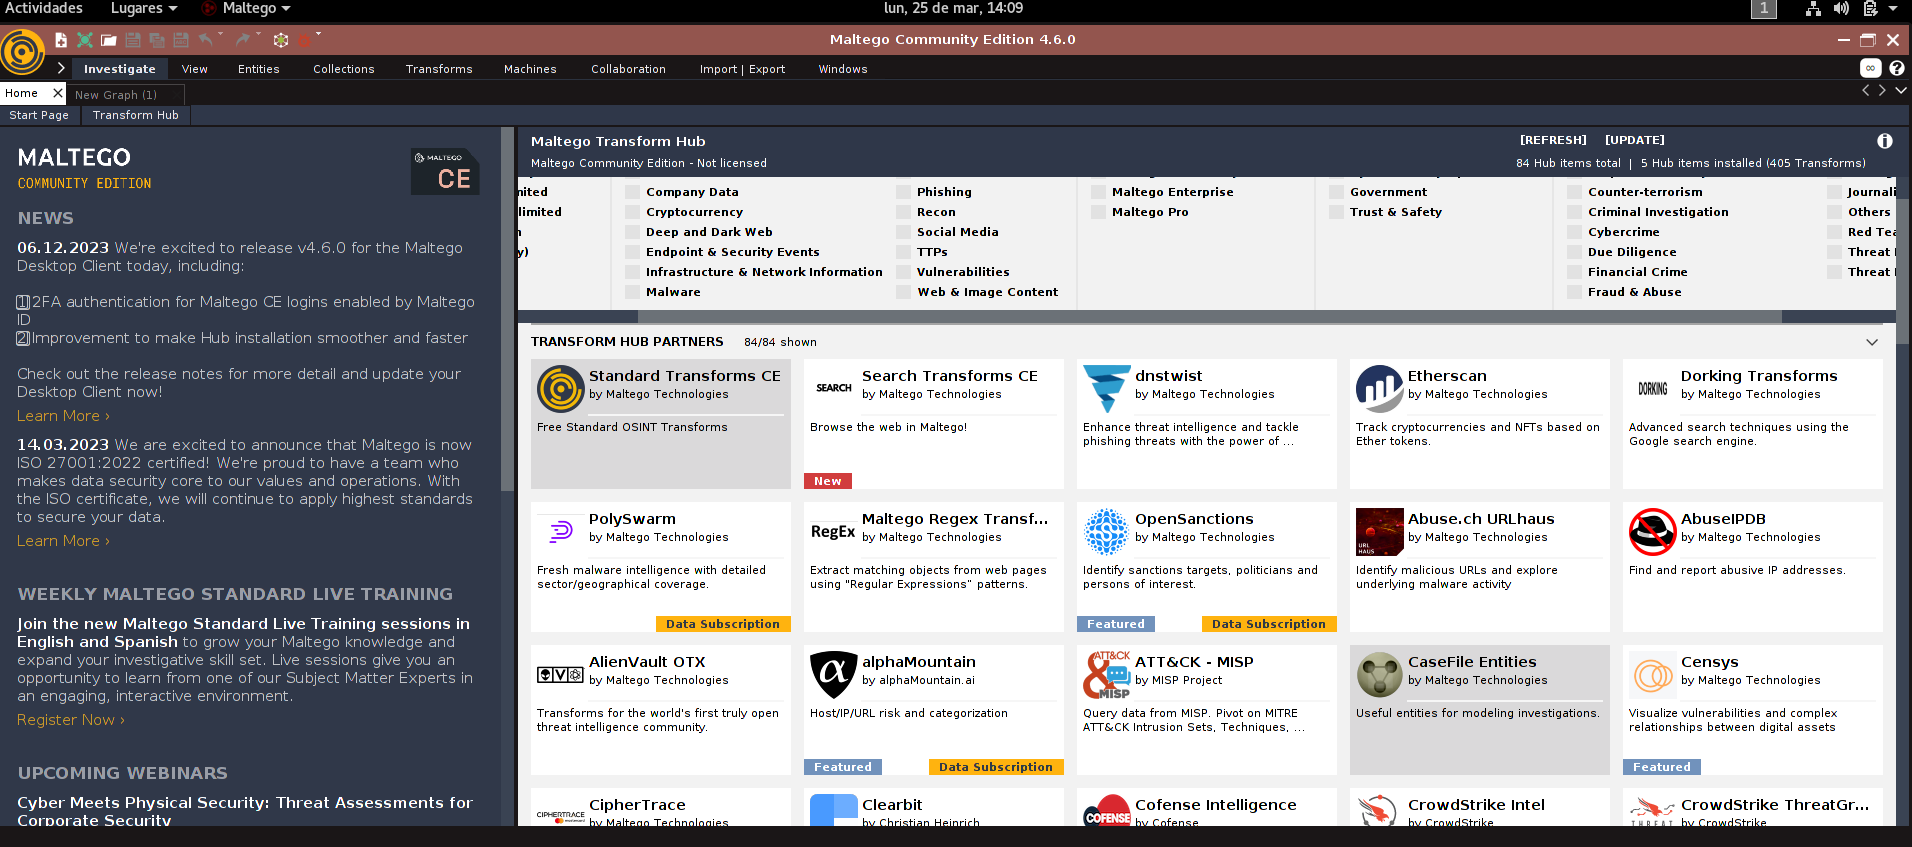 Actividades Lugares Maltego lun, 25 de mar, 14:09 1
Maltego Community Edition 4.6.0
Investigate View Entities Collections Transforms Machines Collaboration Import | Export Windows
Home New Graph (1)
Start Page Transform Hub
MALTEGO
COMMUNITY EDITION
MALTEGO
CE
NEWS
06.12.2023 We're excited to release v4.6.0 for the Maltego
Desktop Client today, including:
1 2FA authentication for Maltego CE logins enabled by Maltego
ID
2 Improvement to make Hub installation smoother and faster
Check out the release notes for more detail and update your
Desktop Client now!
Learn More ›
14.03.2023 We are excited to announce that Maltego is now
ISO 27001:2022 certified! We're proud to have a team who
makes data security core to our values and operations. With
the ISO certificate, we will continue to apply highest standards
to secure your data.
Learn More ›
WEEKLY MALTEGO STANDARD LIVE TRAINING
Join the new Maltego Standard Live Training sessions in
English and Spanish to grow your Maltego knowledge and
expand your investigative skill set. Live sessions give you an
opportunity to learn from one of our Subject Matter Experts in
an engaging, interactive environment.
Register Now ›
UPCOMING WEBINARS
Cyber Meets Physical Security: Threat Assessments for
Corporate Security
Maltego Transform Hub
[REFRESH] [UPDATE]
Maltego Community Edition - Not licensed
84 Hub items total | 5 Hub items installed (405 Transforms)
Company Data
Cryptocurrency
Deep and Dark Web
Endpoint & Security Events
Infrastructure & Network Information
Malware
Phishing
Recon
Social Media
TTPs
Vulnerabilities
Web & Image Content
Maltego Enterprise
Maltego Pro
Government
Trust & Safety
Counter-terrorism
Criminal Investigation
Cybercrime
Due Diligence
Financial Crime
Fraud & Abuse
Journali
Others
Red Tea
Threat
Threat
TRANSFORM HUB PARTNERS 84/84 shown
Standard Transforms CE
by Maltego Technologies
Free Standard OSINT Transforms
SEARCH
Search Transforms CE
by Maltego Technologies
Browse the web in Maltego!
New
dnstwist
by Maltego Technologies
Enhance threat intelligence and tackle
phishing threats with the power of ...
Etherscan
by Maltego Technologies
Track cryptocurrencies and NFTs based on
Ether tokens.
DORKING
Dorking Transforms
by Maltego Technologies
Advanced search techniques using the
Google search engine.
PolySwarm
by Maltego Technologies
Fresh malware intelligence with detailed
sector/geographical coverage.
Data Subscription
RegEx
Maltego Regex Transf...
by Maltego Technologies
Extract matching objects from web pages
using "Regular Expressions" patterns.
OpenSanctions
by Maltego Technologies
Identify sanctions targets, politicians and
persons of interest.
Featured Data Subscription
URL
HAUS
Abuse.ch URLhaus
by Maltego Technologies
Identify malicious URLs and explore
underlying malware activity
AbuseIPDB
by Maltego Technologies
Find and report abusive IP addresses.
AlienVault OTX
by Maltego Technologies
Transforms for the world's first truly open
threat intelligence community.
α
alphaMountain
by alphaMountain.ai
Host/IP/URL risk and categorization
Featured Data Subscription
ATT&CK
&
MISP
ATT&CK - MISP
by MISP Project
Query data from MISP. Pivot on MITRE
ATT&CK Intrusion Sets, Techniques, ...
CaseFile Entities
by Maltego Technologies
Useful entities for modeling investigations.
Censys
by Maltego Technologies
Visualize vulnerabilities and complex
relationships between digital assets
Featured
CIPHERTRACE
CipherTrace
by Maltego Technologies
Clearbit
by Christian Heinrich
COFENSE
Cofense Intelligence
by Cofense
CrowdStrike Intel
by CrowdStrike
THREAT
CrowdStrike ThreatGr...
by CrowdStrike